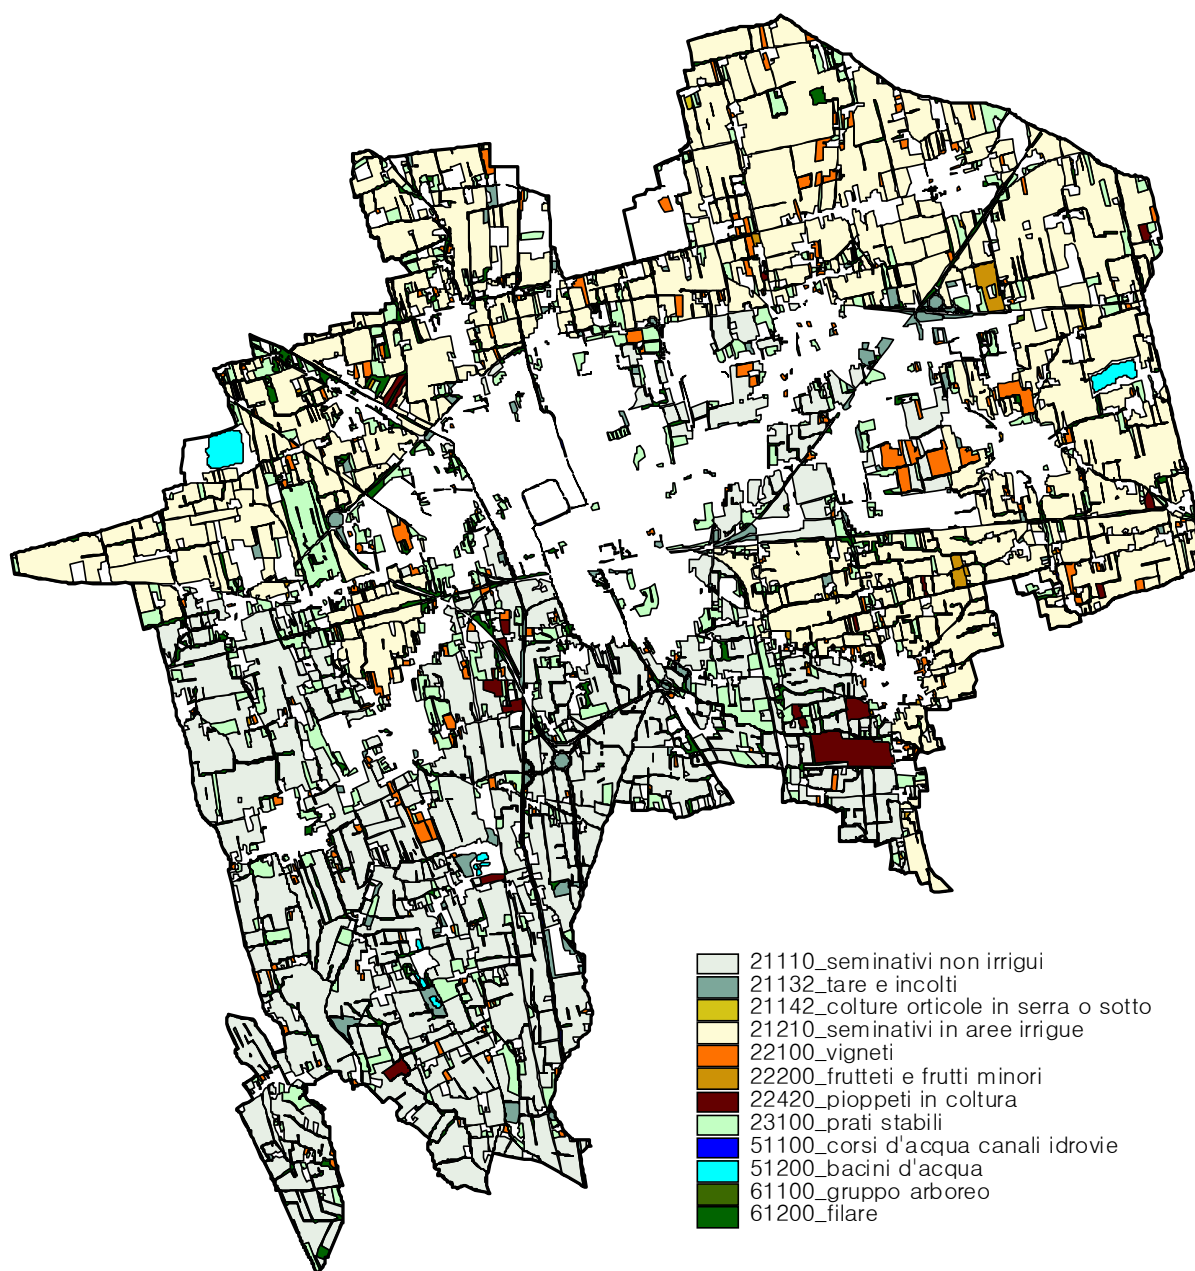 21110_seminativi non irrigui
21132_tare e incolti
21142_colture orticole in serra o sotto
21210_seminativi in aree irrigue
22100_vigneti
22200_frutteti e frutti minori
22420_pioppeti in coltura
23100_prati stabili
51100_corsi d'acqua canali idrovie
51200_bacini d'acqua
61100_gruppo arboreo
61200_filare